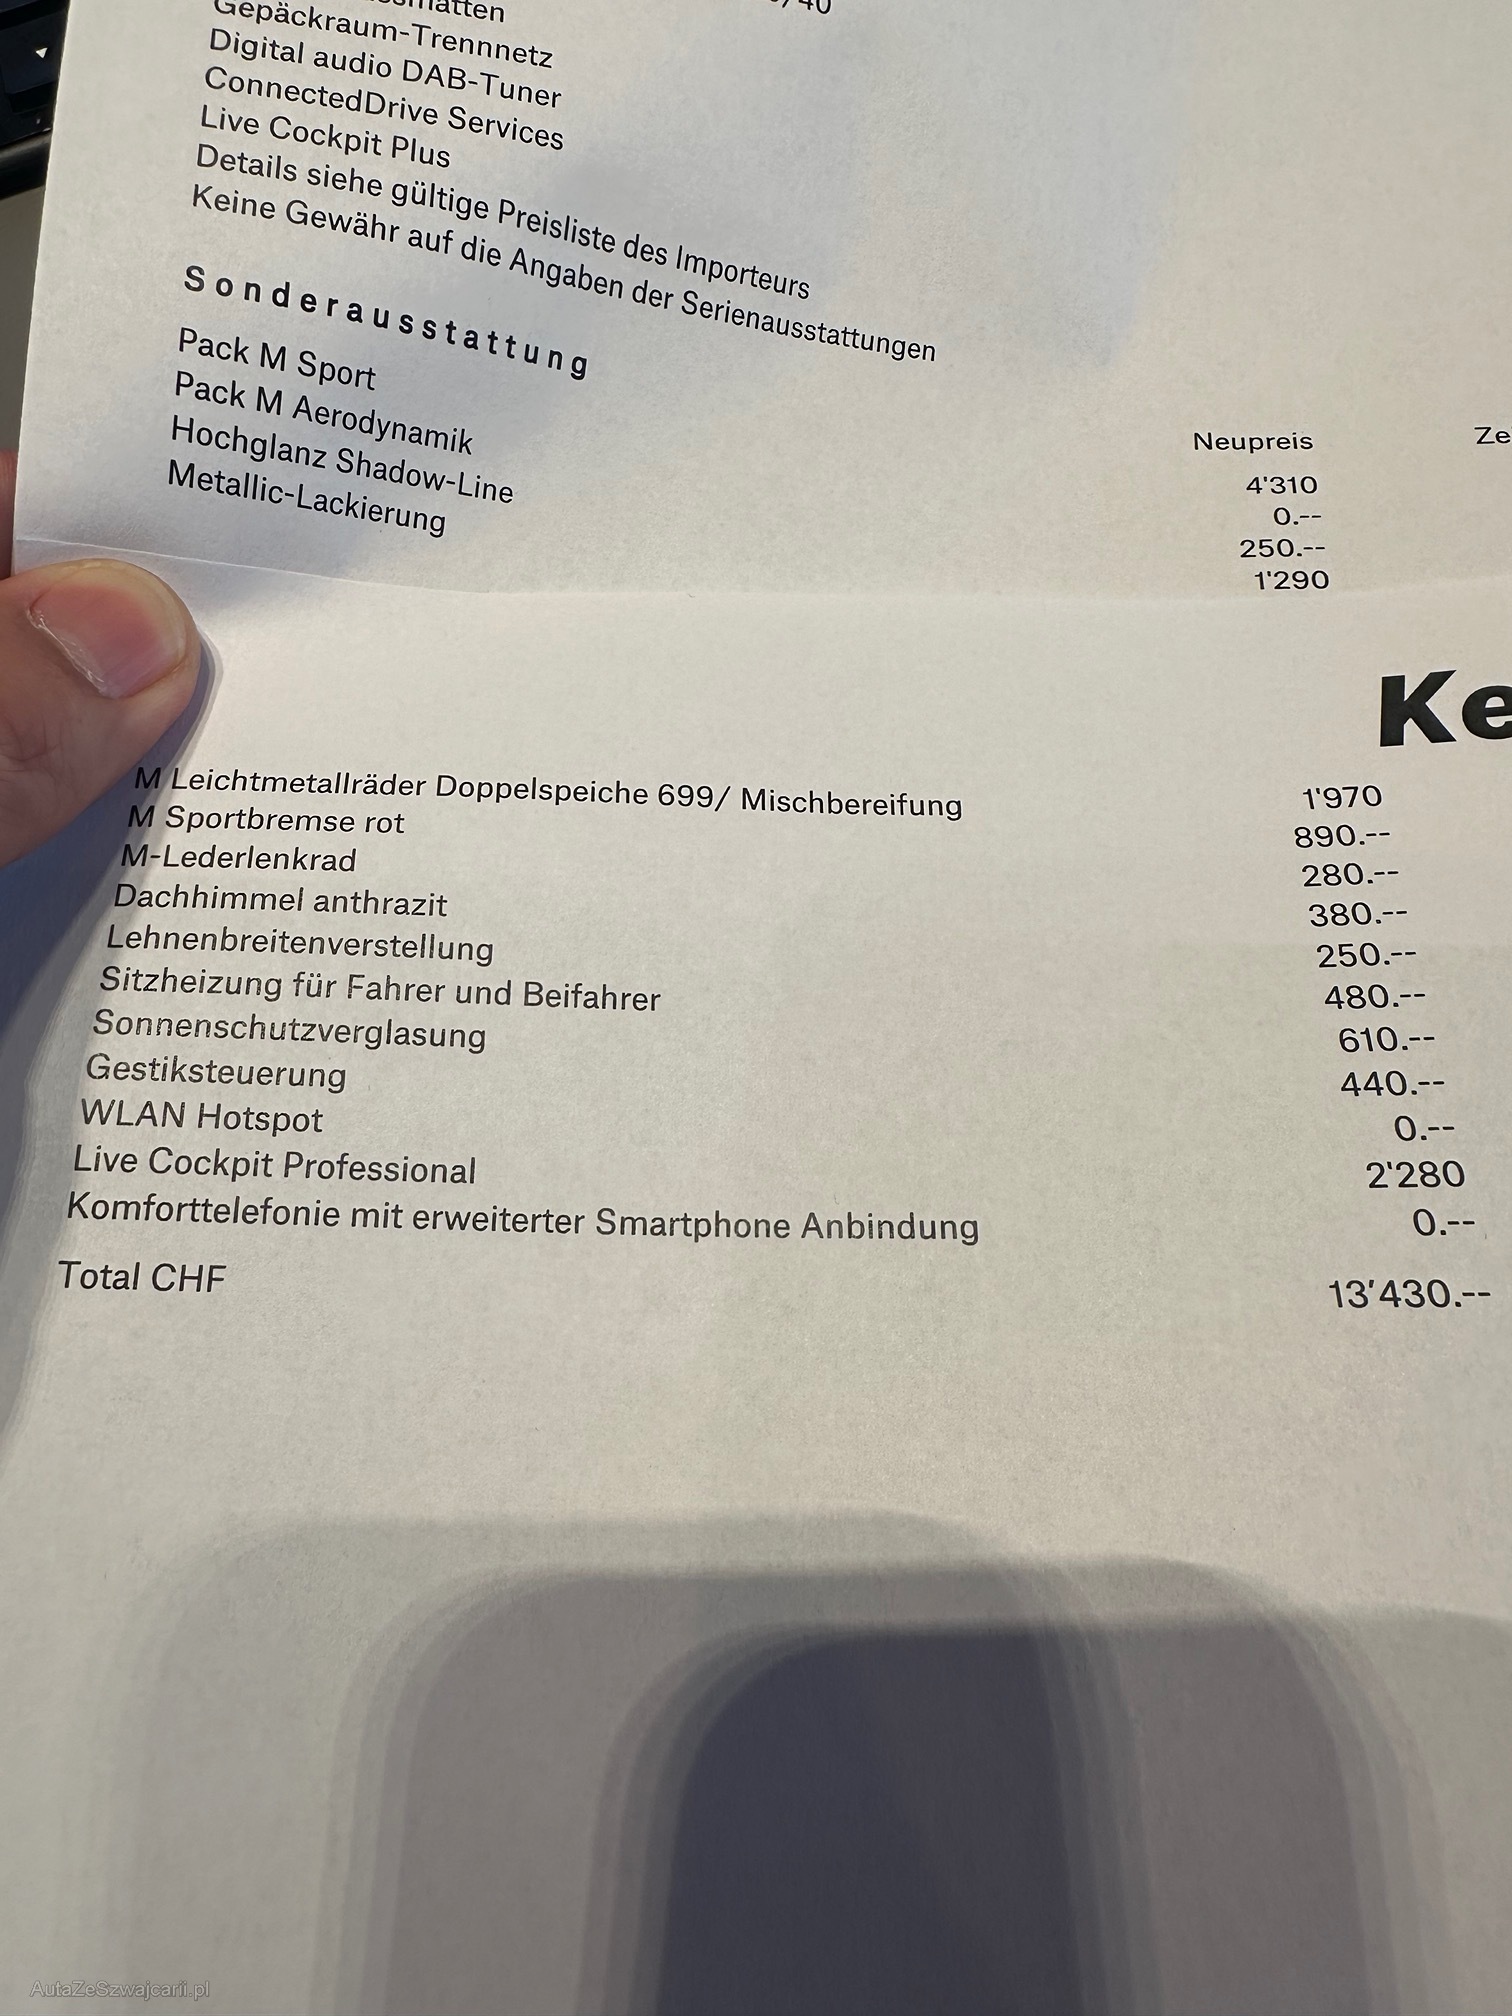 Gepäckraum-Trennnetz
Digital audio DAB-Tuner
ConnectedDrive Services
Live Cockpit Plus
Details siehe gültige Preisliste des Importeurs
Keine Gewähr auf die Angaben der Serienausstattungen
Sonderausstattung
Neupreis
Pack M Sport 4'310
Pack M Aerodynamik 0.--
Hochglanz Shadow-Line 250.--
Metallic-Lackierung 1'290
M Leichtmetallräder Doppelspeiche 699/ Mischbereifung 1'970
M Sportbremse rot 890.--
M-Lederlenkrad 280.--
Dachhimmel anthrazit 380.--
Lehnenbreitenverstellung 250.--
Sitzheizung für Fahrer und Beifahrer 480.--
Sonnenschutzverglasung 610.--
Gestiksteuerung 440.--
WLAN Hotspot 0.--
Live Cockpit Professional 2'280
Komforttelefonie mit erweiterter Smartphone Anbindung 0.--
Total CHF 13'430.--
AutaZeSzwajcarii.pl